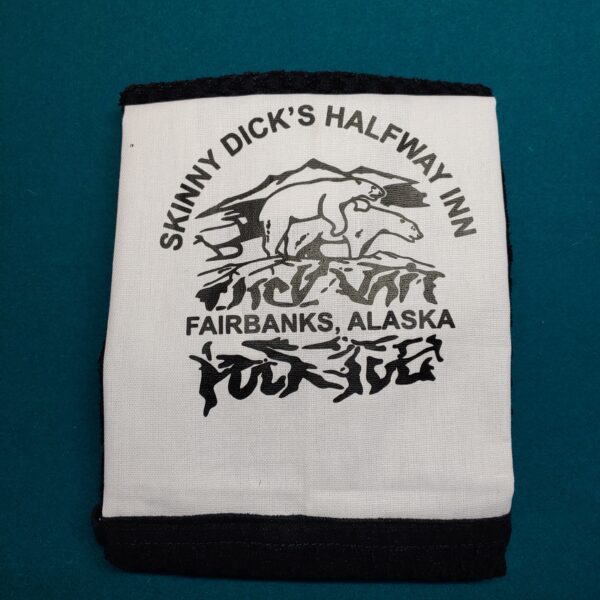 SKINNY DICK'S HALFWAY INN
FAIRBANKS, ALASKA